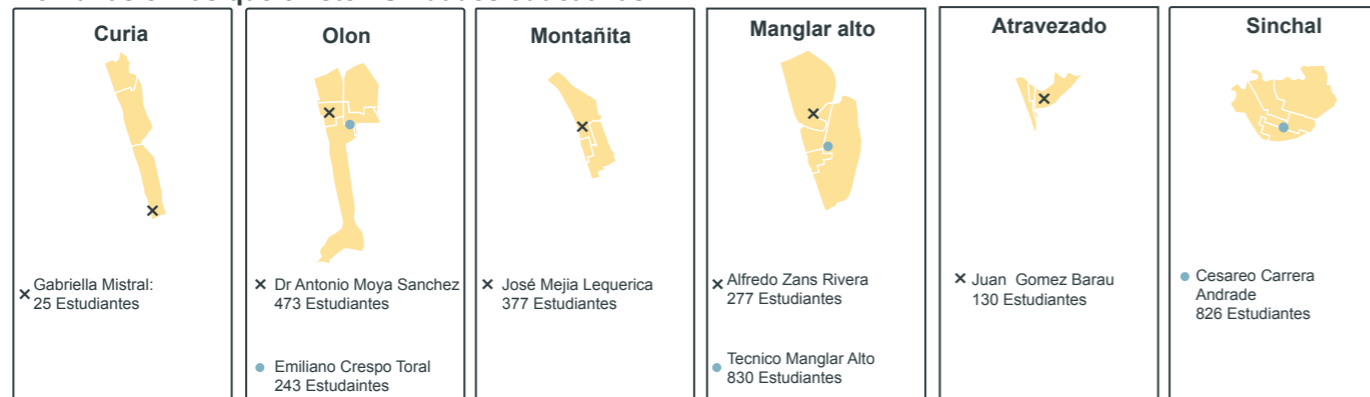 Curia
Gabriella Mistral:
25 Estudiantes
Olon
Dr Antonio Moya Sanchez
473 Estudiantes
Emiliano Crespo Toral
243 Estudaintes
Montañita
José Mejia Lequerica
377 Estudiantes
Manglar alto
Alfredo Zans Rivera
277 Estudiantes
Tecnico Manglar Alto
830 Estudiantes
Atravezado
Juan Gomez Barau
130 Estudiantes
Sinchal
Cesareo Carrera
Andrade
826 Estudiantes